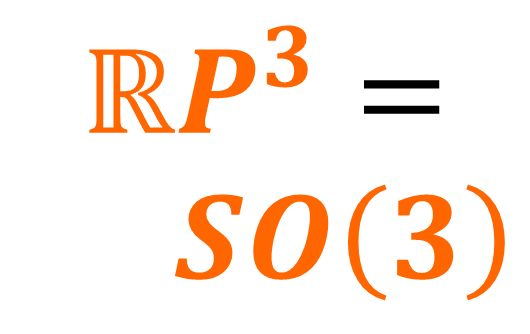 ℝP³ =
SO(3)